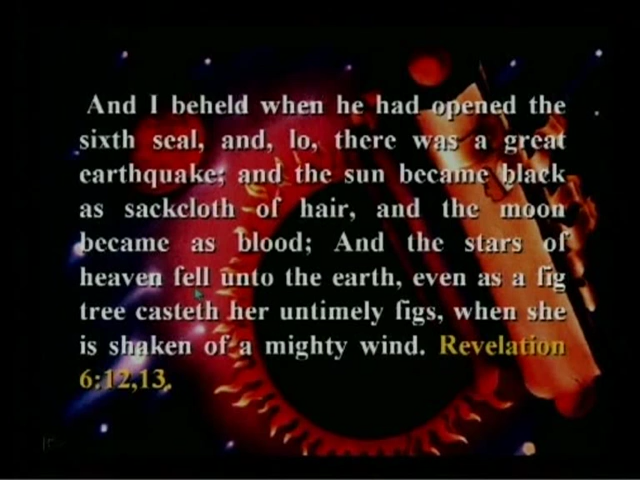 And I beheld when he had opened the
sixth seal, and, lo, there was a great
earthquake; and the sun became black
as sackcloth of hair, and the moon
became as blood; And the stars of
heaven fell unto the earth, even as a fig
tree casteth her untimely figs, when she
is shaken of a mighty wind. Revelation
6:12,13.